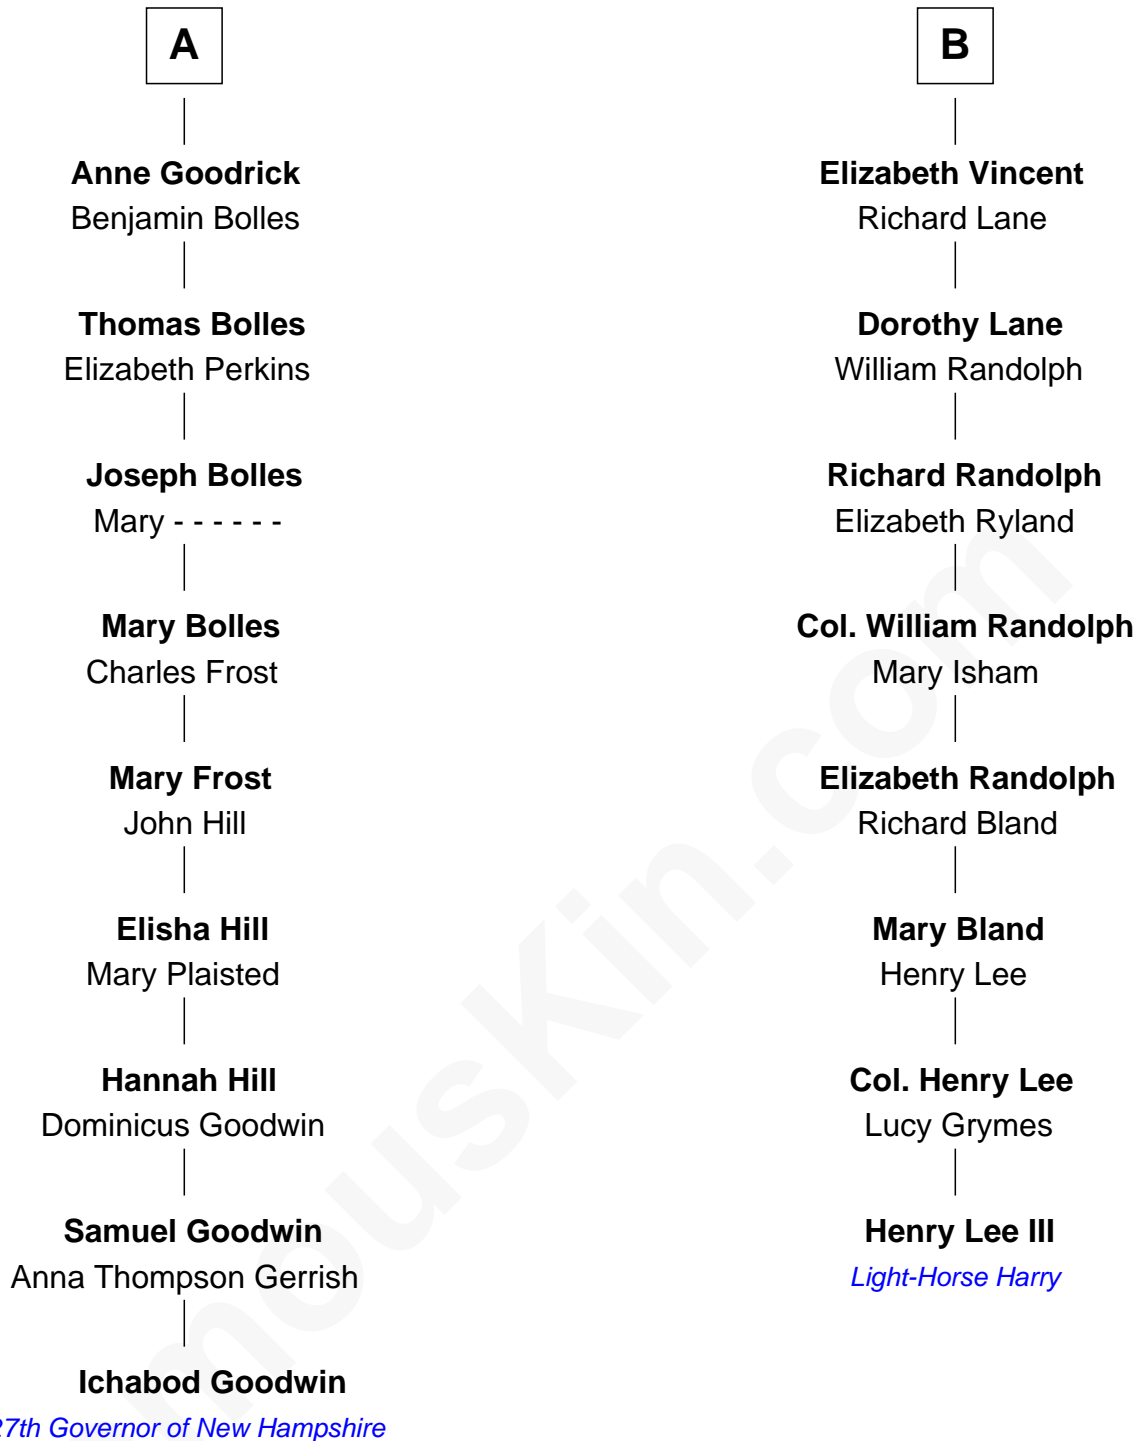 A
Anne Goodrick
Benjamin Bolles
Thomas Bolles
Elizabeth Perkins
Joseph Bolles
Mary - - - - - -
Mary Bolles
Charles Frost
Mary Frost
John Hill
Elisha Hill
Mary Plaisted
Hannah Hill
Dominicus Goodwin
Samuel Goodwin
Anna Thompson Gerrish
Ichabod Goodwin
27th Governor of New Hampshire
B
Elizabeth Vincent
Richard Lane
Dorothy Lane
William Randolph
Richard Randolph
Elizabeth Ryland
Col. William Randolph
Mary Isham
Elizabeth Randolph
Richard Bland
Mary Bland
Henry Lee
Col. Henry Lee
Lucy Grymes
Henry Lee III
Light-Horse Harry
mousKin.com